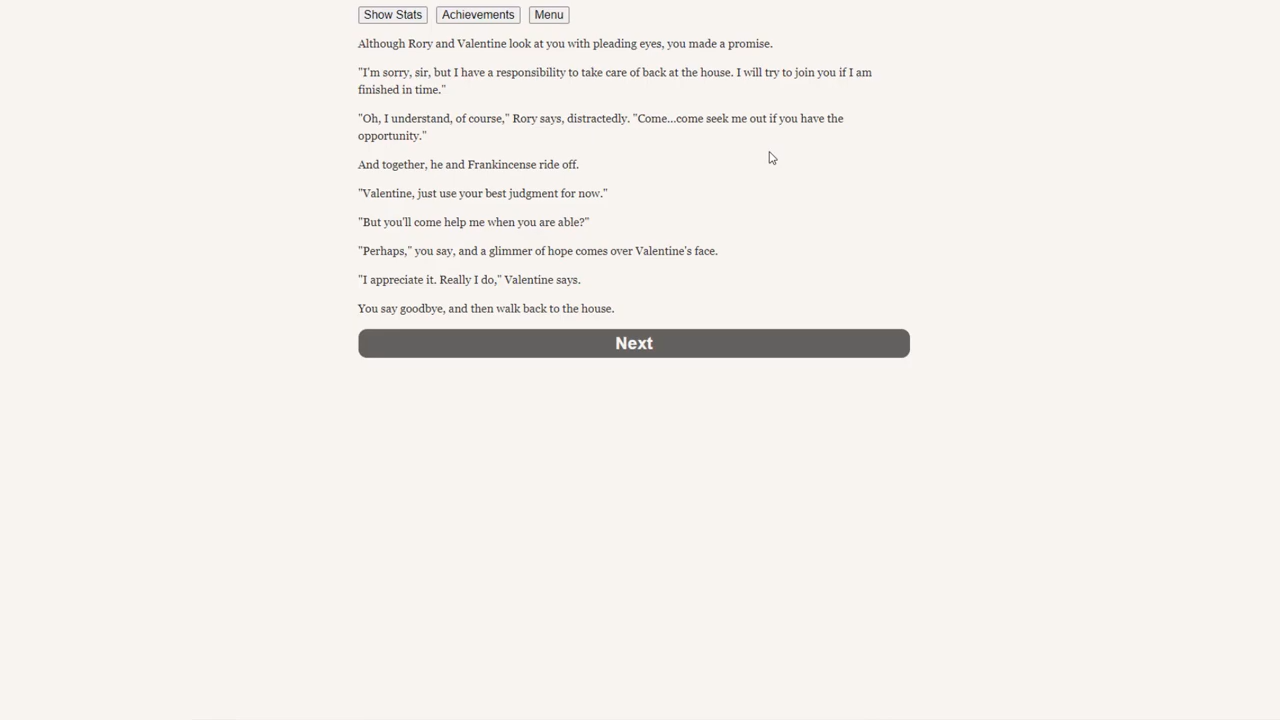 Show Stats Achievements Menu
Although Rory and Valentine look at you with pleading eyes, you made a promise.
"I'm sorry, sir, but I have a responsibility to take care of back at the house. I will try to join you if I am
finished in time."
"Oh, I understand, of course," Rory says, distractedly. "Come...come seek me out if you have the
opportunity."
And together, he and Frankincense ride off.
"Valentine, just use your best judgment for now."
"But you'll come help me when you are able?"
"Perhaps," you say, and a glimmer of hope comes over Valentine's face.
"I appreciate it. Really I do," Valentine says.
You say goodbye, and then walk back to the house.
Next